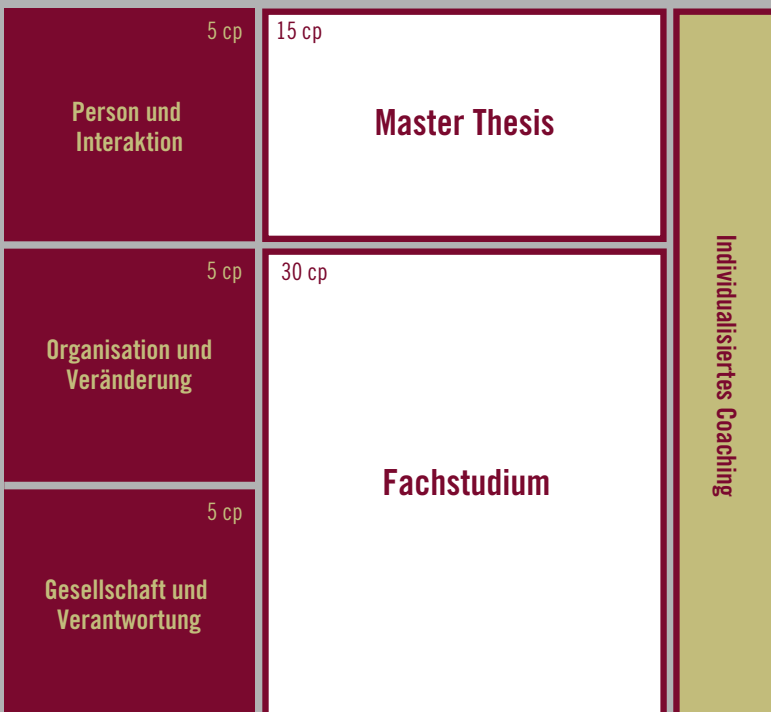 5 cp
Person und
Interaktion
15 cp
Master Thesis
5 cp
Organisation und
Veränderung
30 cp
Fachstudium
5 cp
Gesellschaft und
Verantwortung
Individualisiertes Coaching